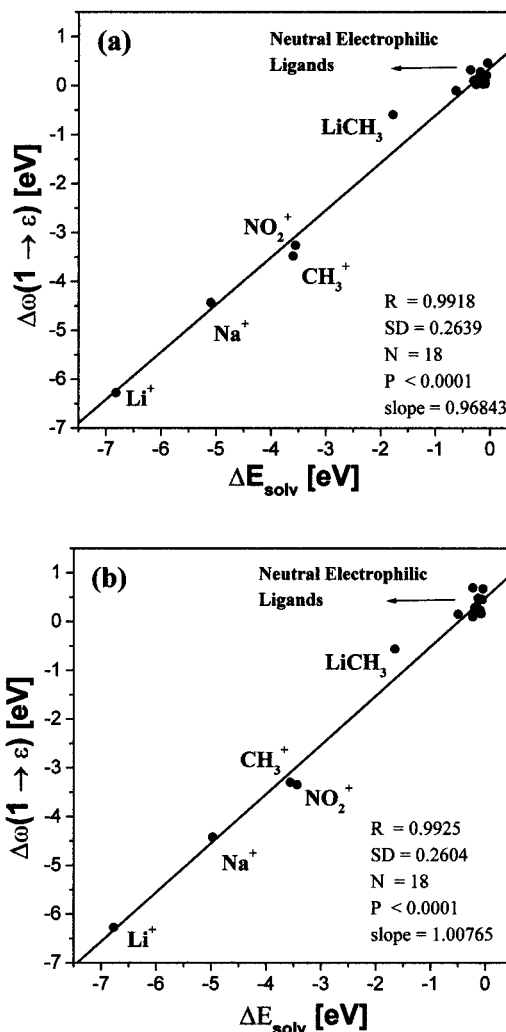 (a)
Neutral Electrophilic
Ligands
LiCH₃
NO₂⁺
CH₃⁺
Na⁺
Li⁺
R = 0.9918
SD = 0.2639
N = 18
P < 0.0001
slope = 0.96843
Δω(1 → ε) [eV]
1
0
-1
-2
-3
-4
-5
-6
-7
-7 -6 -5 -4 -3 -2 -1 0
ΔE_solv [eV]
(b)
Neutral Electrophilic
Ligands
LiCH₃
CH₃⁺
NO₂⁺
Na⁺
Li⁺
R = 0.9925
SD = 0.2604
N = 18
P < 0.0001
slope = 1.00765
Δω(1 → ε) [eV]
1
0
-1
-2
-3
-4
-5
-6
-7
-7 -6 -5 -4 -3 -2 -1 0
ΔE_solv [eV]